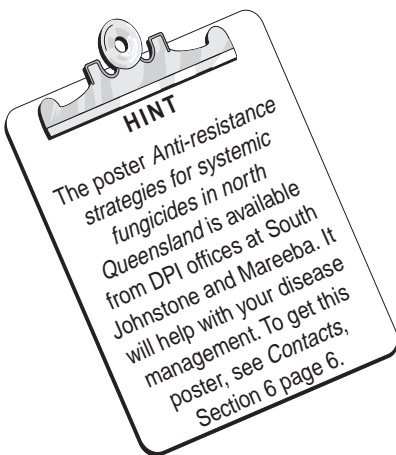 HINT
The poster Anti-resistance
strategies for systemic
fungicides in north
Queensland is available
from DPI offices at South
Johnstone and Mareeba. It
will help with your disease
management. To get this
poster, see Contacts,
Section 6 page 6.